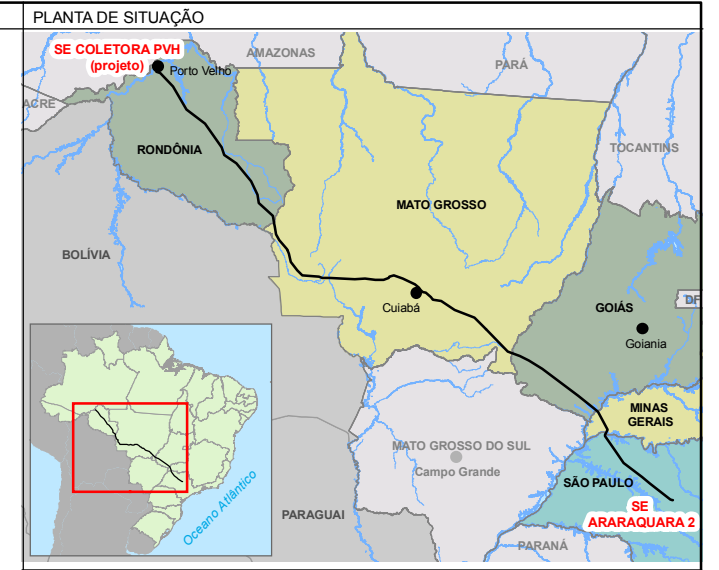 PLANTA DE SITUAÇÃO
SE COLETORA PVH
(projeto)
AMAZONAS
PARÁ
Porto Velho
ACRE
TOCANTINS
RONDÔNIA
MATO GROSSO
BOLÍVIA
DF
Cuiabá
GOIÁS
Goiania
MINAS
GERAIS
MATO GROSSO DO SUL
Campo Grande
SÃO PAULO
SE
ARARAQUARA 2
Oceano Atlântico
PARAGUAI
PARANÁ